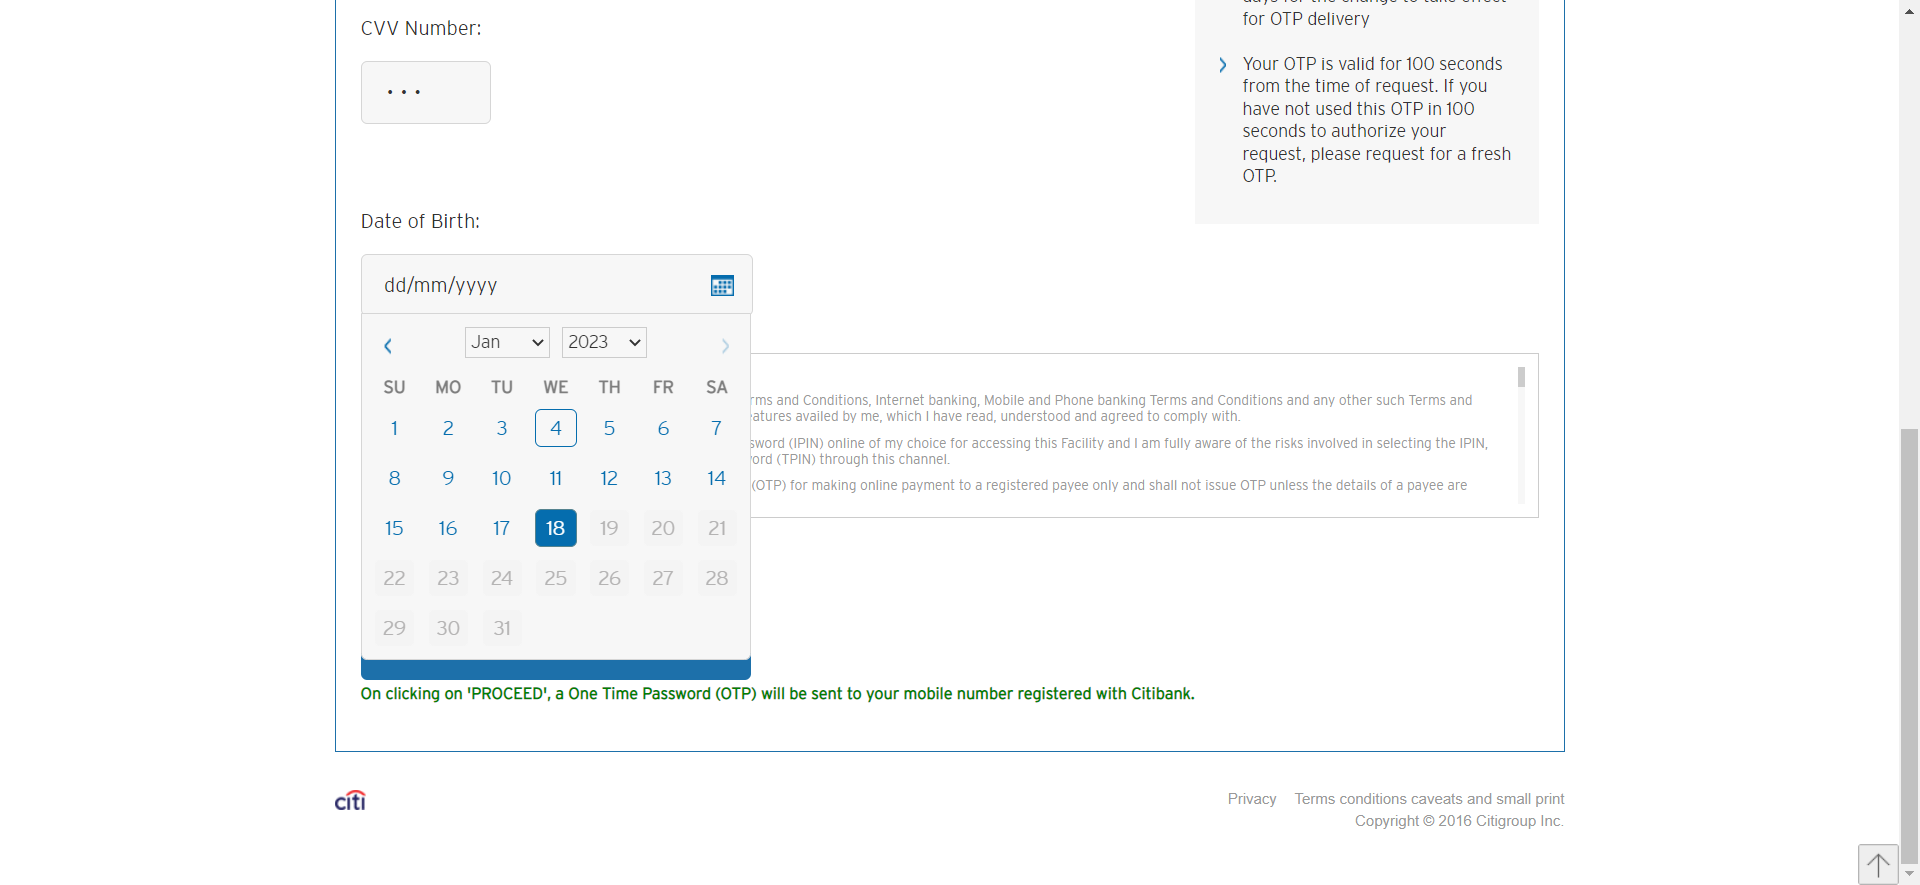 CVV Number:
• • •
for OTP delivery
Your OTP is valid for 100 seconds
from the time of request. If you
have not used this OTP in 100
seconds to authorize your
request, please request for a fresh
OTP.
Date of Birth:
dd/mm/yyyy
Jan 2023
SU MO TU WE TH FR SA
1 2 3 4 5 6 7
8 9 10 11 12 13 14
15 16 17 18 19 20 21
22 23 24 25 26 27 28
29 30 31
rms and Conditions, Internet banking, Mobile and Phone banking Terms and Conditions and any other such Terms and
atures availed by me, which I have read, understood and agreed to comply with.
sword (IPIN) online of my choice for accessing this Facility and I am fully aware of the risks involved in selecting the IPIN,
ord (TPIN) through this channel.
(OTP) for making online payment to a registered payee only and shall not issue OTP unless the details of a payee are
On clicking on 'PROCEED', a One Time Password (OTP) will be sent to your mobile number registered with Citibank.
citi
Privacy Terms conditions caveats and small print
Copyright © 2016 Citigroup Inc.